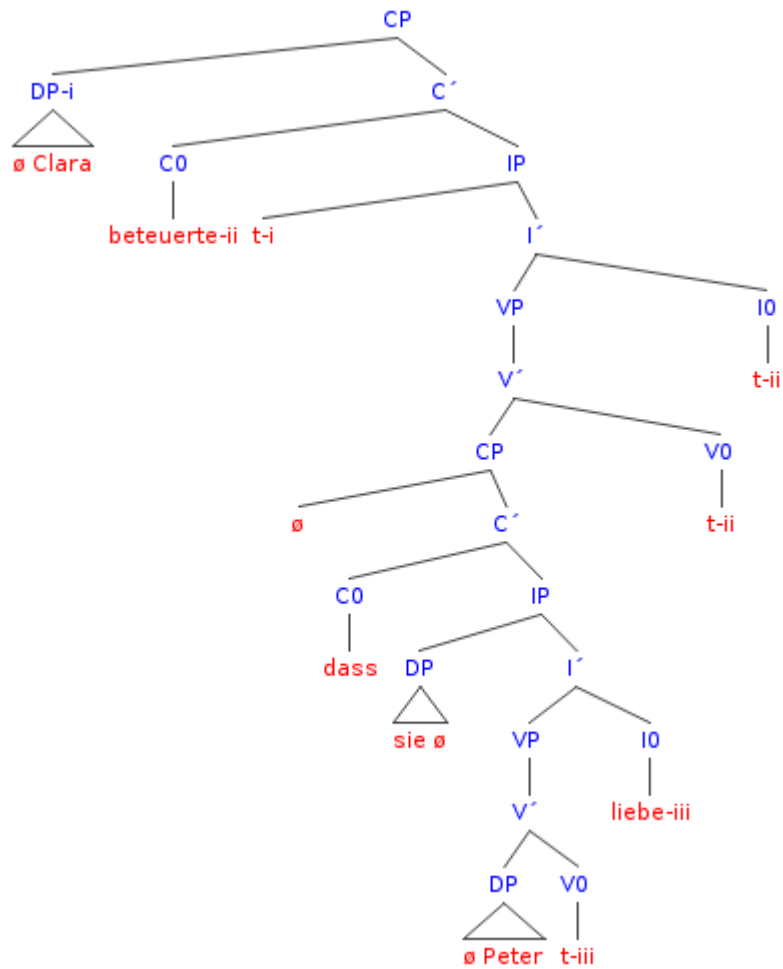 CP
DP-i C´
ø Clara C0 IP
beteuerte-ii t-i I´
VP I0
V´ t-ii
CP V0
ø C´ t-ii
C0 IP
dass DP I´
sie ø VP I0
V´ liebe-iii
DP V0
ø Peter t-iii